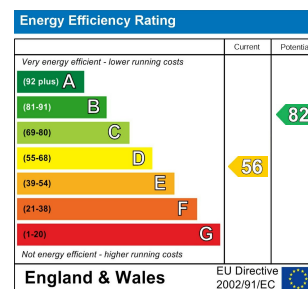 Energy Efficiency Rating
Current
Potentia
Very energy efficient - lower running costs
(92 plus) A
(81-91) B
82
(69-80) C
(55-68) D
56
(39-54) E
(21-38) F
(1-20) G
Not energy efficient - higher running costs
England & Wales
EU Directive
2002/91/EC